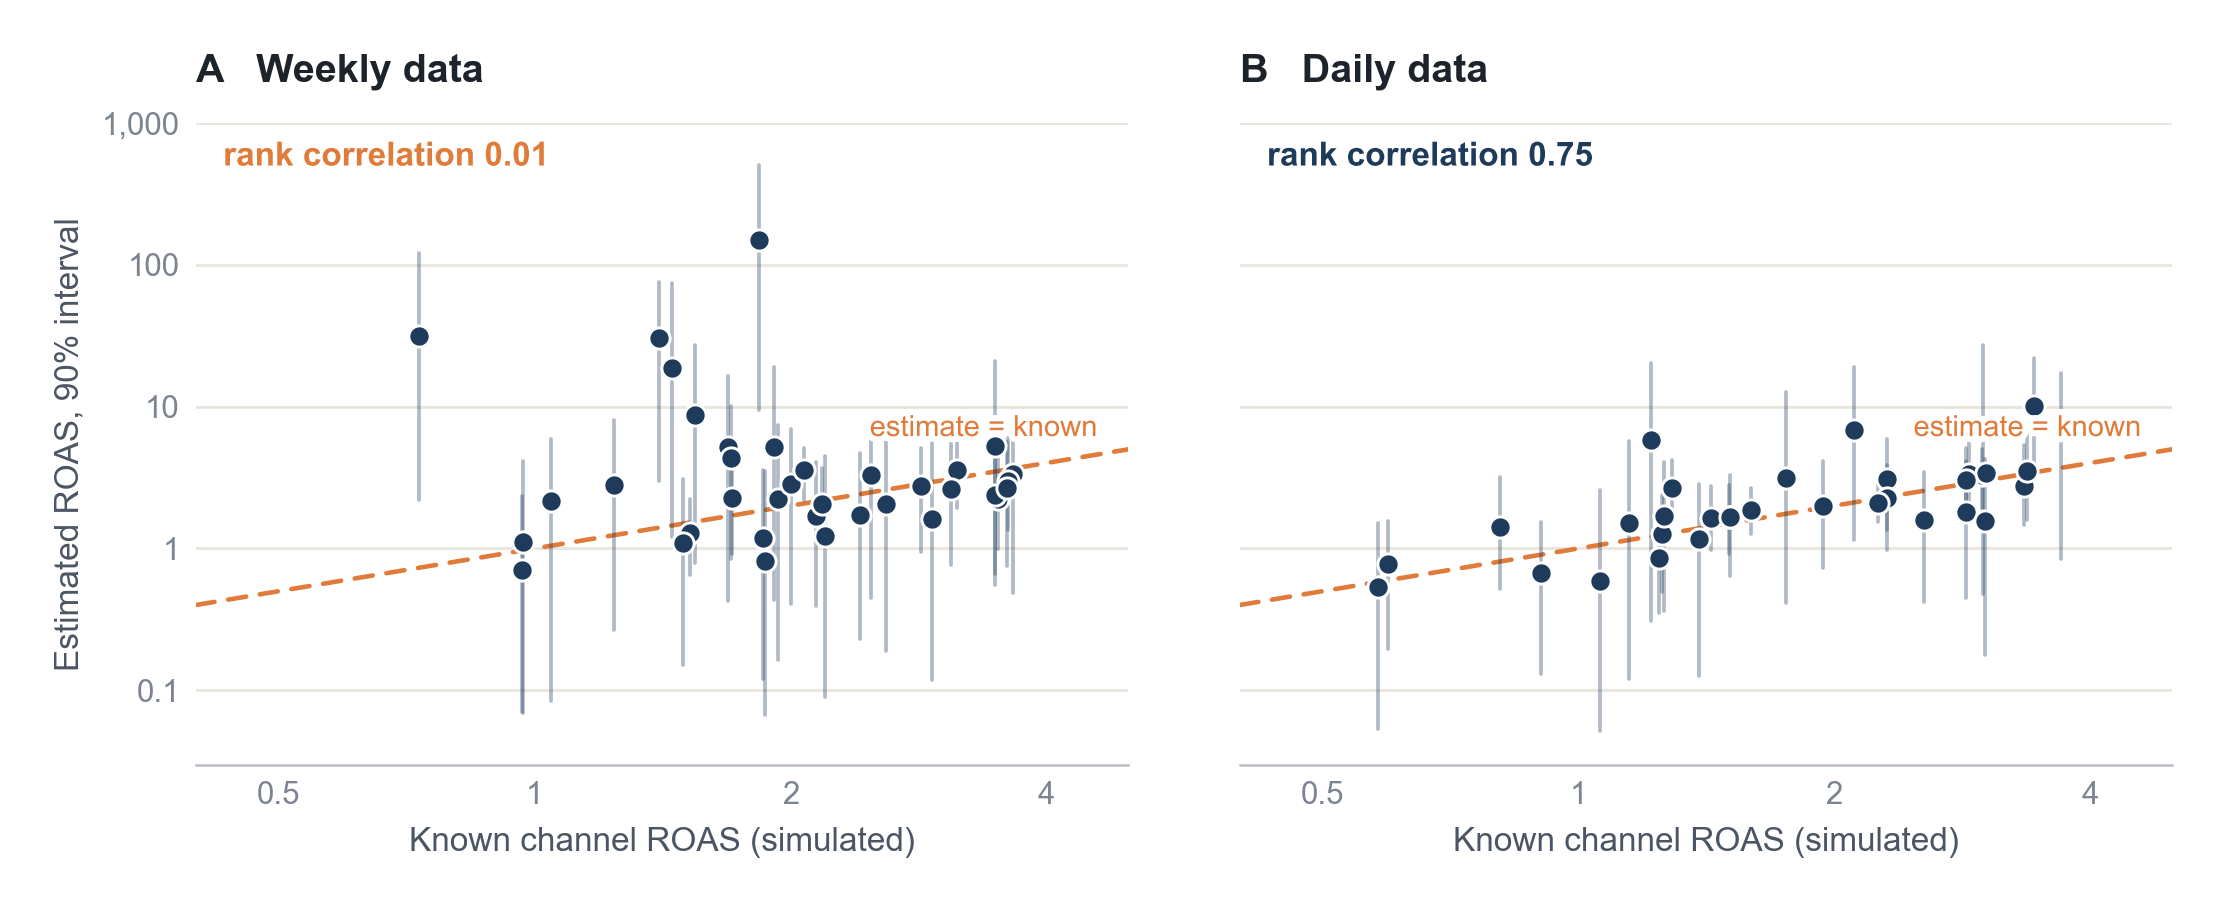 A Weekly data
rank correlation 0.01
estimate = known
1,000
100
10
1
0.1
Estimated ROAS, 90% interval
0.5 1 2 4
Known channel ROAS (simulated)
B Daily data
rank correlation 0.75
estimate = known
0.5 1 2 4
Known channel ROAS (simulated)